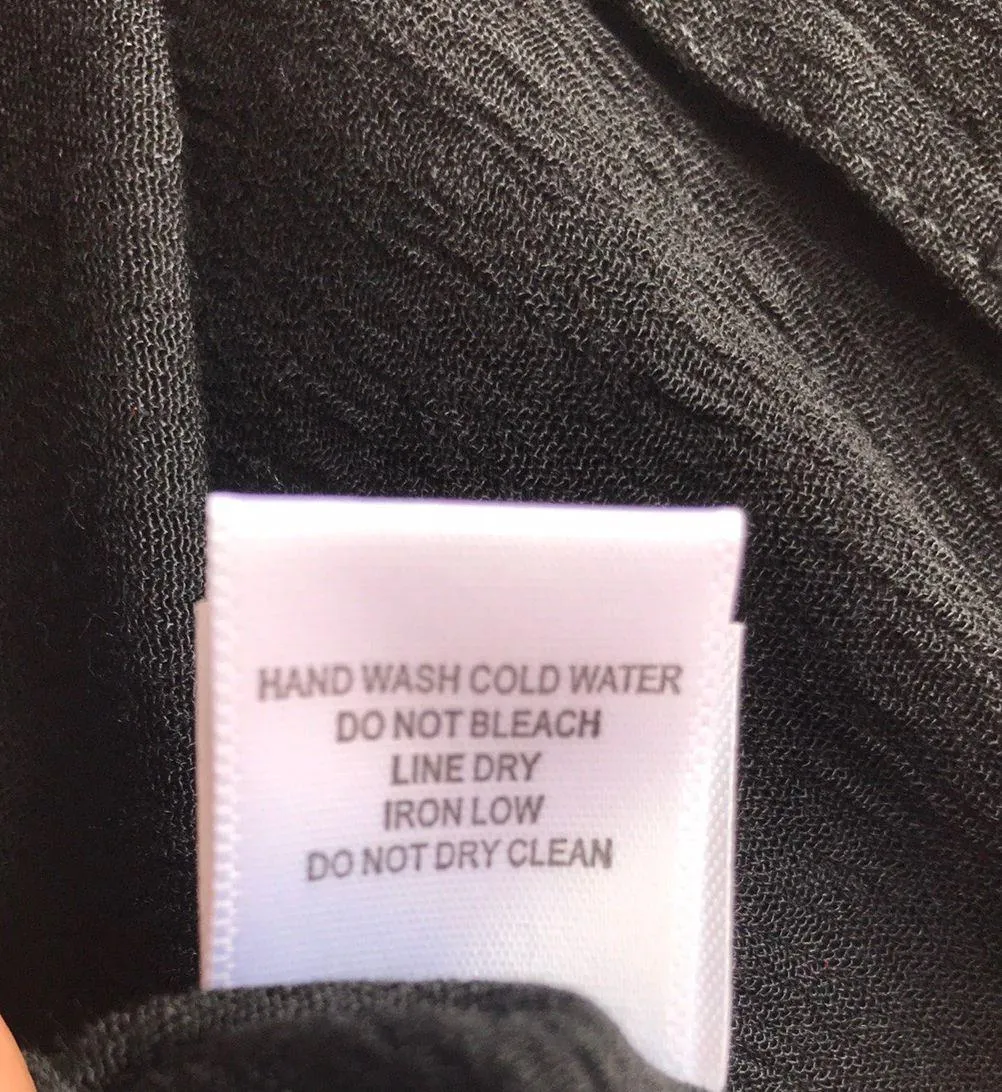 HAND WASH COLD WATER
DO NOT BLEACH
LINE DRY
IRON LOW
DO NOT DRY CLEAN